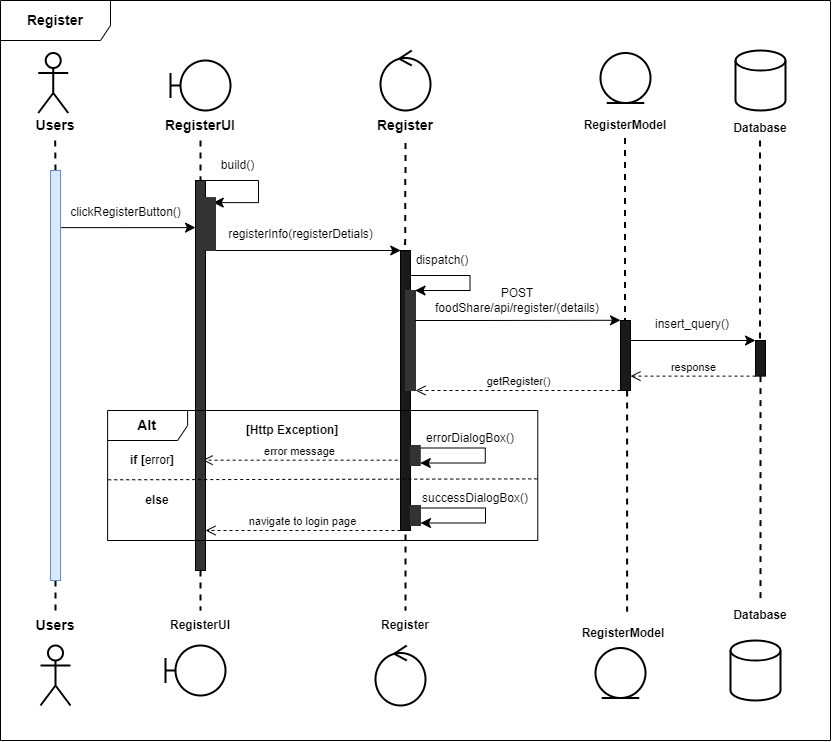 Register
Users
RegisterUI
Register
RegisterModel
Database
build()
clickRegisterButton()
registerInfo(registerDetials)
dispatch()
POST
foodShare/api/register/(details)
insert_query()
response
getRegister()
Alt
[Http Exception]
errorDialogBox()
if [error]
error message
else
successDialogBox()
navigate to login page
Users
RegisterUI
Register
RegisterModel
Database